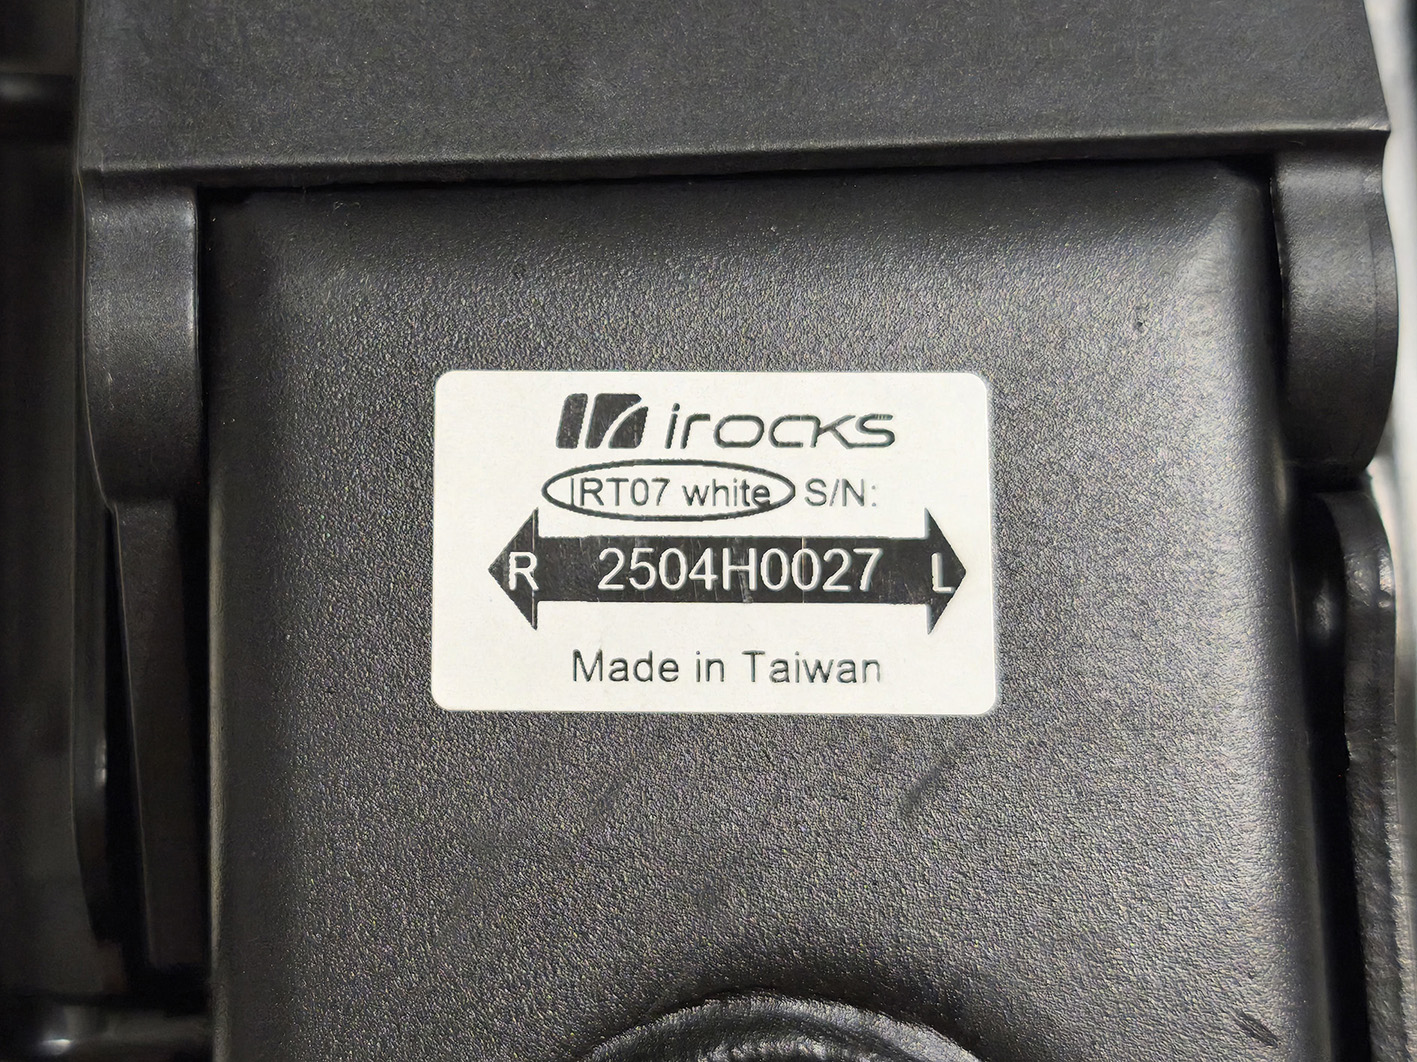 irocks
IRT07 white S/N:
R 2504H0027 L
Made in Taiwan